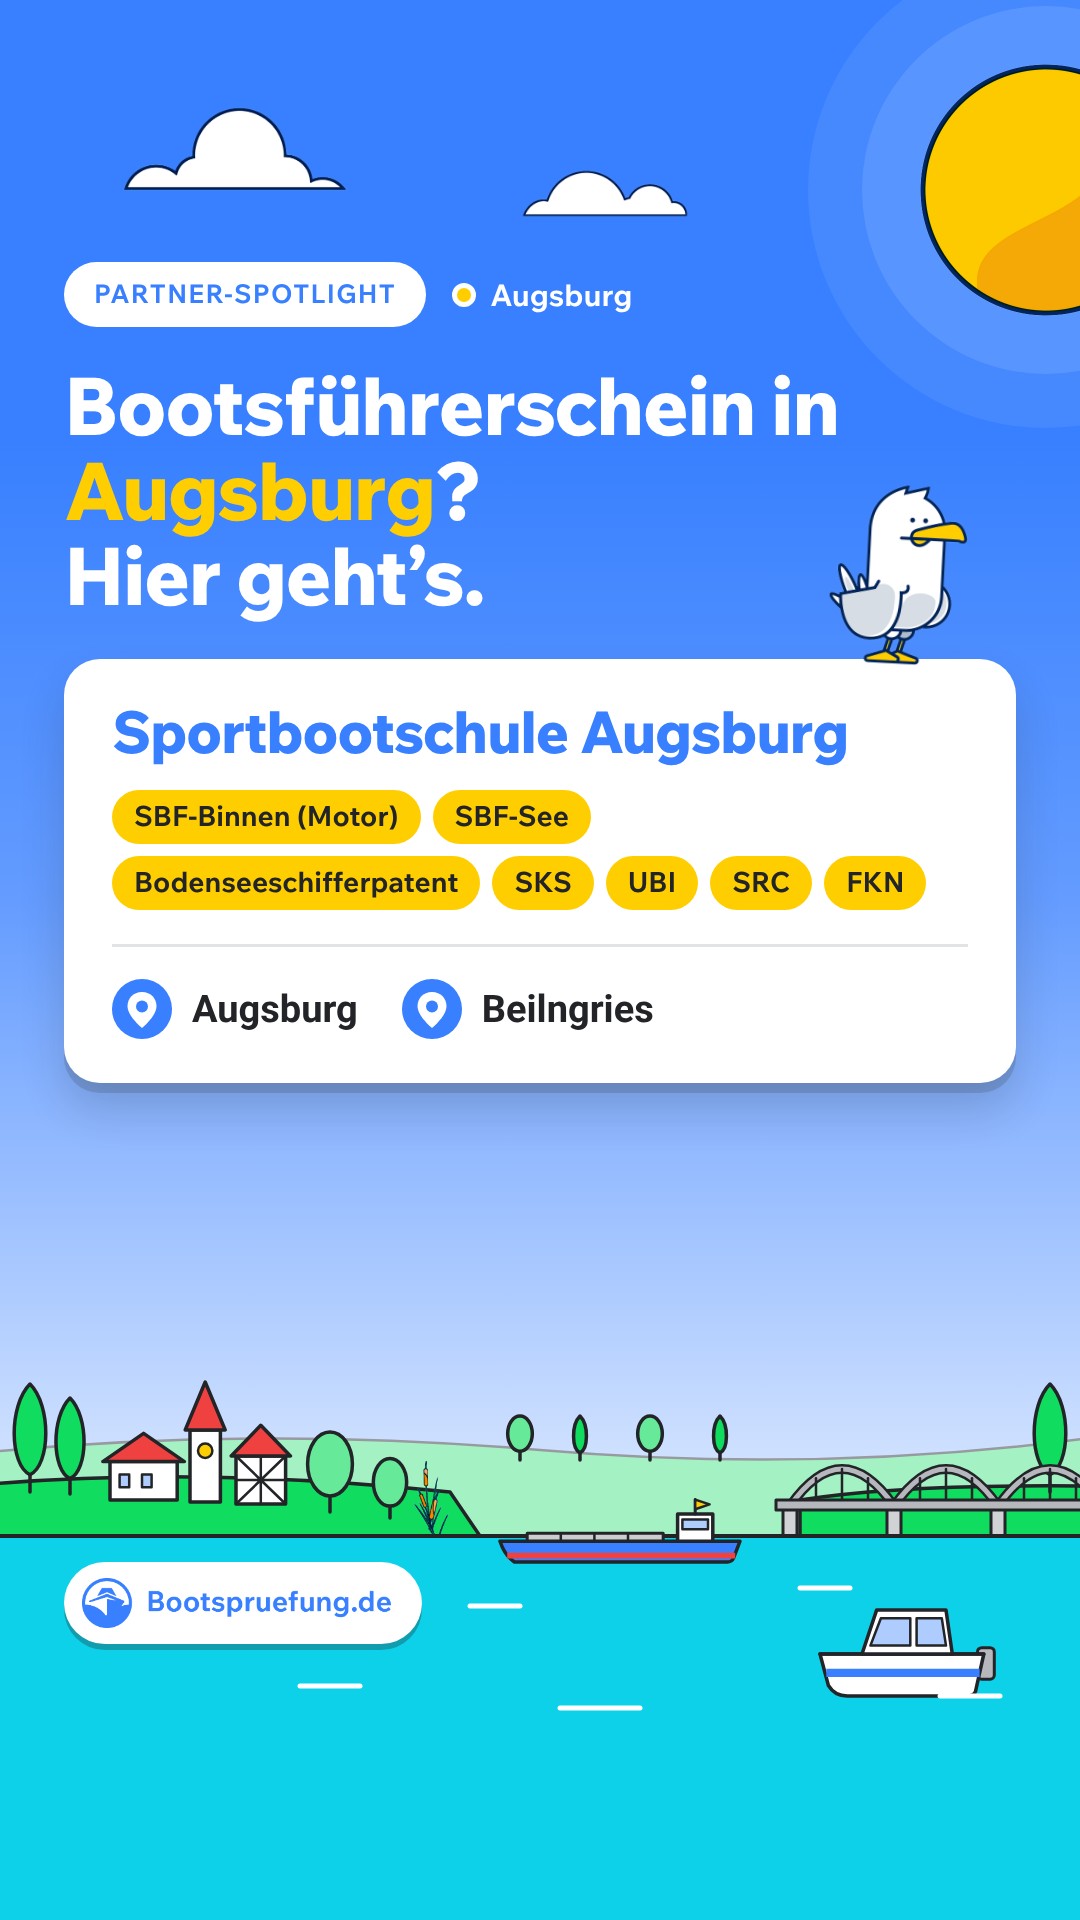 PARTNER-SPOTLIGHT
Augsburg
Bootsführerschein in
Augsburg?
Hier geht’s.
Sportbootschule Augsburg
SBF-Binnen (Motor) SBF-See
Bodenseeschifferpatent SKS UBI SRC FKN
Augsburg Beilngries
Bootspruefung.de